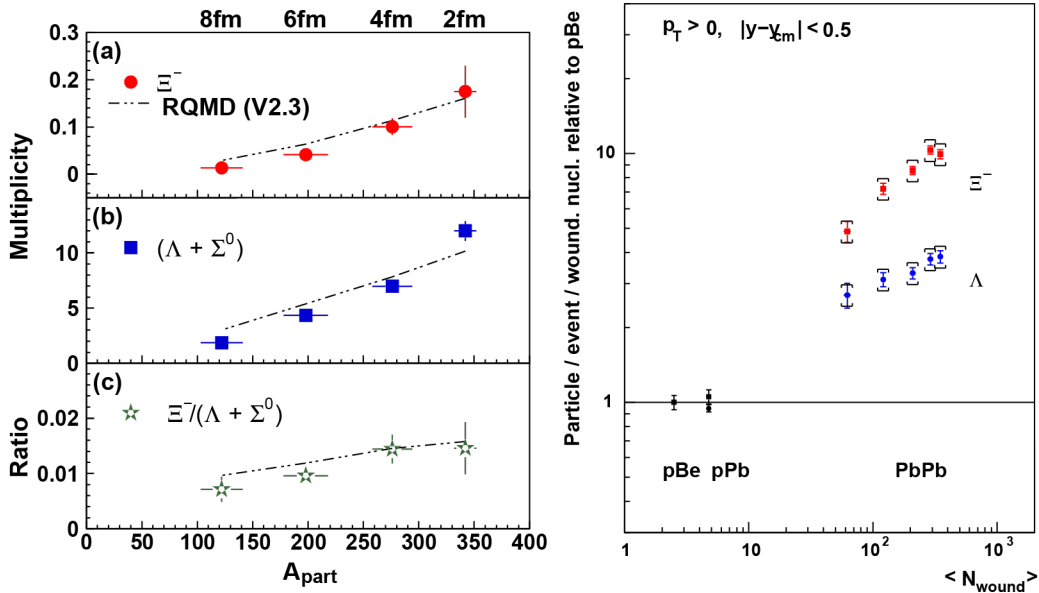 8fm 6fm 4fm 2fm
0.3
(a)
Ξ⁻
0.2
RQMD (V2.3)
0.1
0
Multiplicity
(b)
(Λ + Σ⁰)
10
5
0
(c)
Ξ⁻/(Λ + Σ⁰)
0.02
0.01
0
Ratio
0 50 100 150 200 250 300 350 400
A_part
p_T > 0, |y−y_cm| < 0.5
Particle / event / wound. nucl. relative to pBe
10
Ξ⁻
Λ
1
pBe pPb PbPb
1 10 10² 10³
< N_wound >